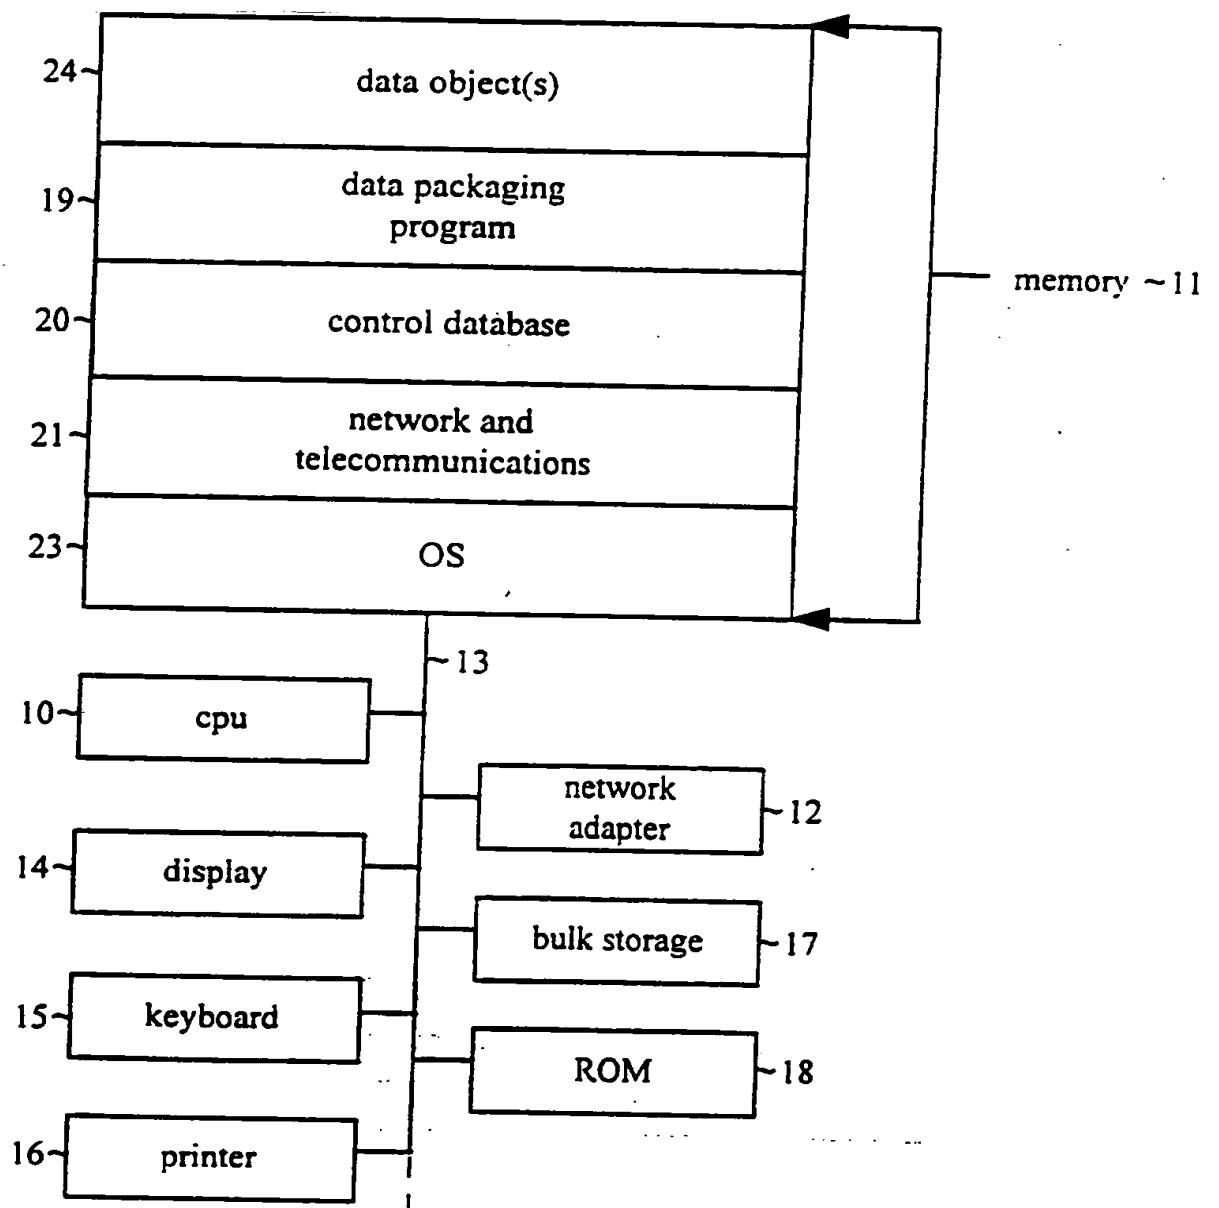 24~ data object(s)
19~ data packaging
program
memory ~11
20~ control database
21~ network and
telecommunications
23~ OS
~13
10~ cpu
network
adapter ~12
14~ display
bulk storage ~17
15~ keyboard
ROM ~18
16~ printer